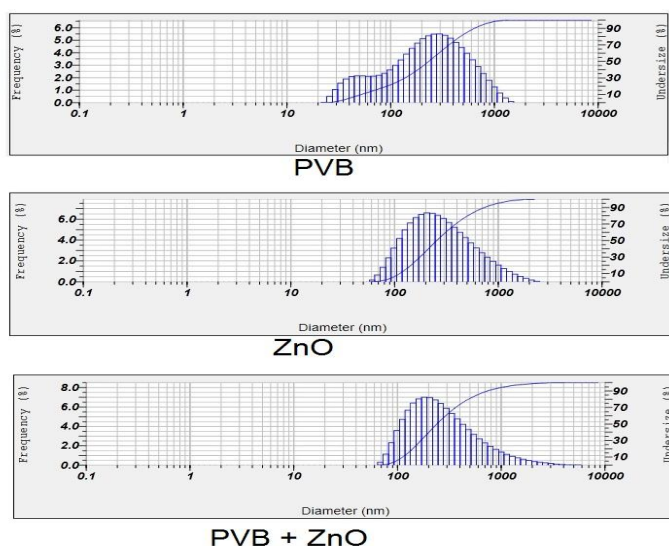 Frequency (%)
6.0
5.0
4.0
3.0
2.0
1.0
0.0
0.1 1 10 100 1000 10000
90
70
50
30
10
Undersize (%)
Diameter (nm)
PVB
Frequency (%)
6.0
4.0
2.0
0.0
0.1 1 10 100 1000 10000
90
70
50
30
10
Undersize (%)
Diameter (nm)
ZnO
Frequency (%)
8.0
6.0
4.0
2.0
0.0
0.1 1 10 100 1000 10000
90
70
50
30
10
Undersize (%)
Diameter (nm)
PVB + ZnO